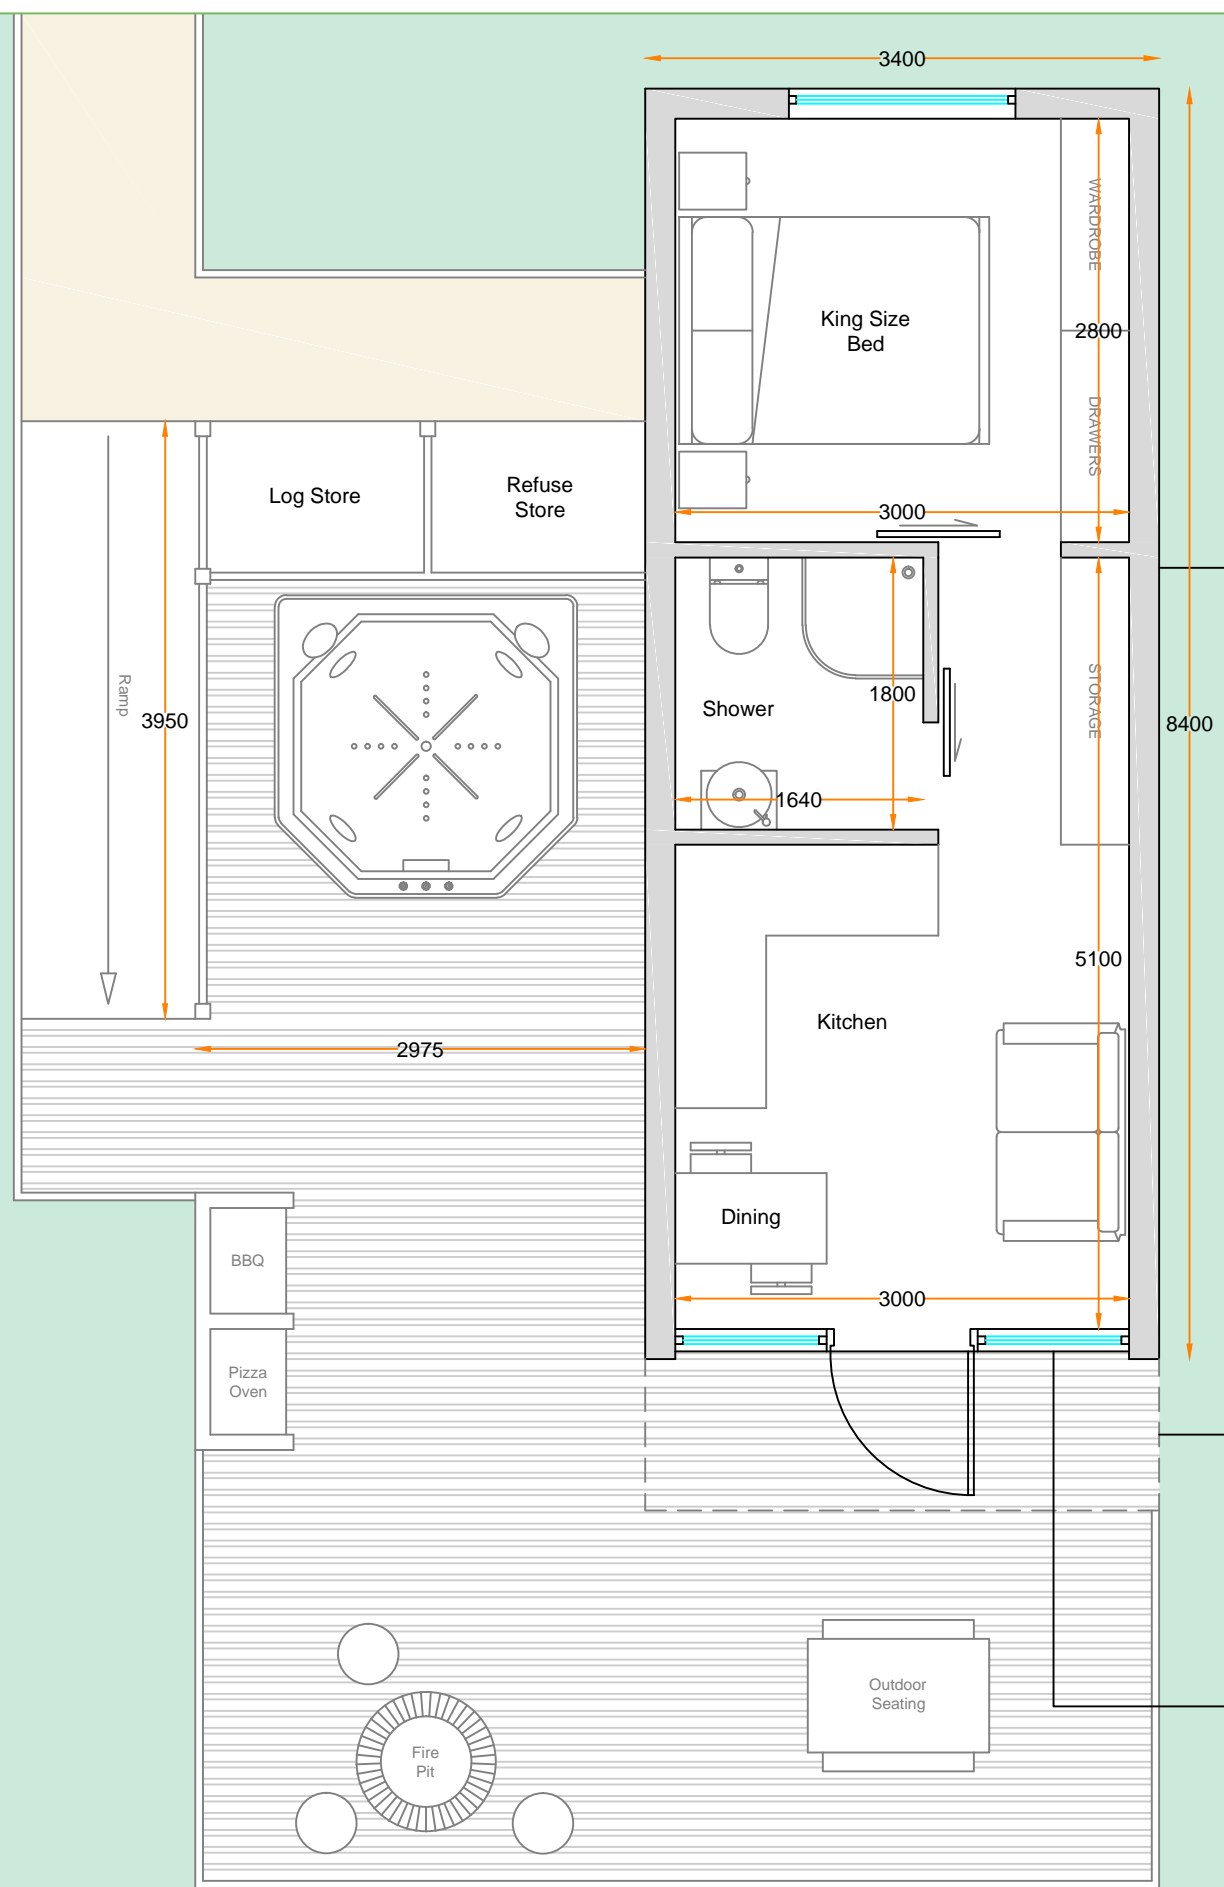 3400
WARDROBE
King Size
Bed
2800
DRAWERS
Log Store
Refuse
Store
3000
Ramp
3950
Shower
1800
STORAGE
8400
1640
5100
Kitchen
2975
Dining
BBQ
3000
Pizza
Oven
Outdoor
Seating
Fire
Pit